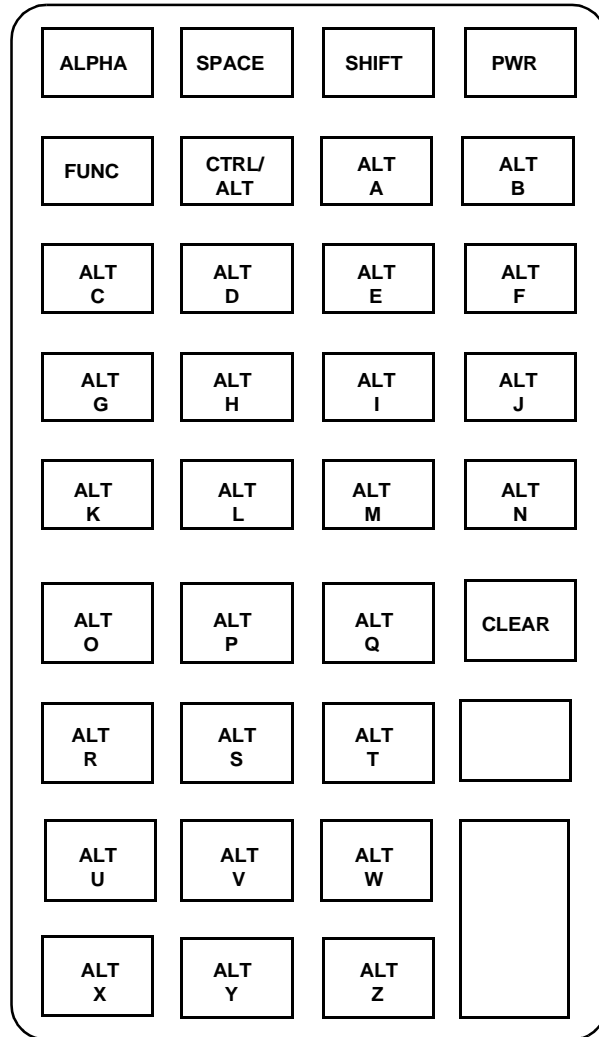 ALPHA SPACE SHIFT PWR
FUNC CTRL/ALT ALT A ALT B
ALT C ALT D ALT E ALT F
ALT G ALT H ALT I ALT J
ALT K ALT L ALT M ALT N
ALT O ALT P ALT Q CLEAR
ALT R ALT S ALT T
ALT U ALT V ALT W
ALT X ALT Y ALT Z